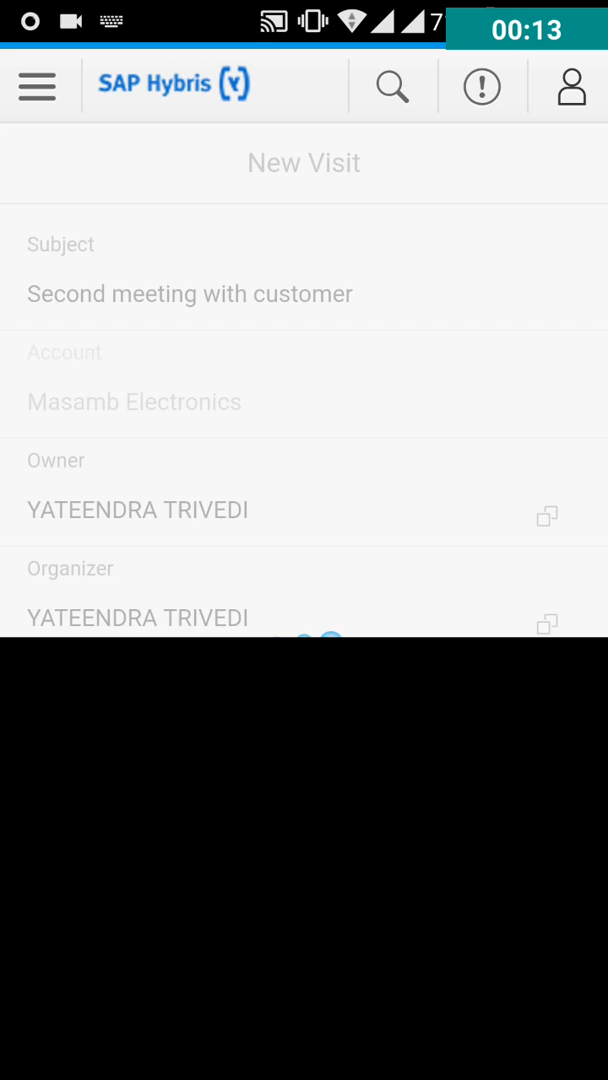 7
00:13
SAP Hybris (Y)
New Visit
Subject
Second meeting with customer
Account
Masamb Electronics
Owner
YATEENDRA TRIVEDI
Organizer
YATEENDRA TRIVEDI